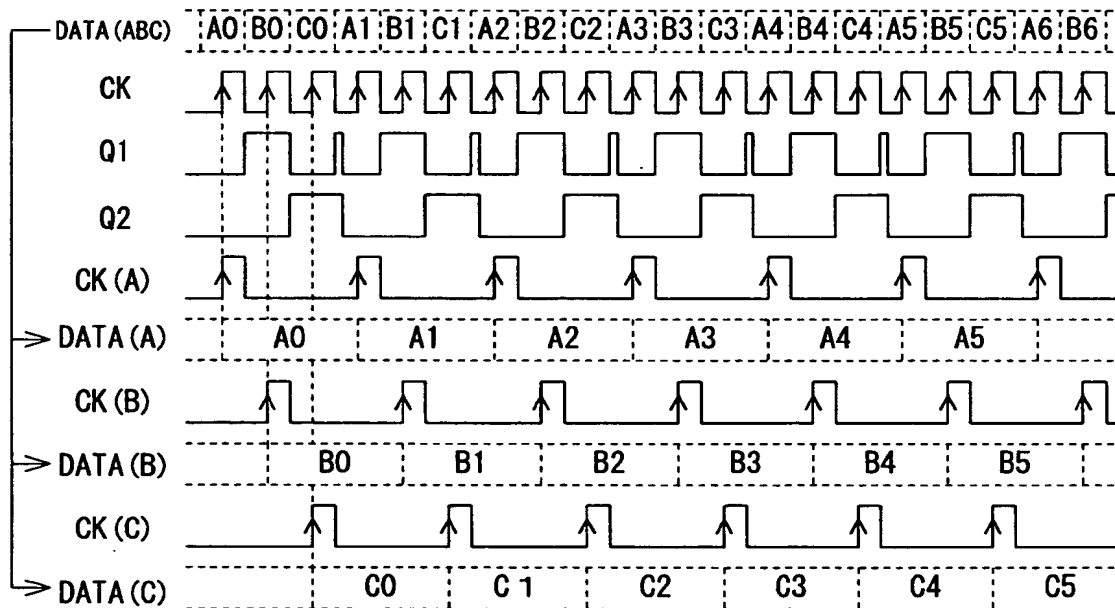 DATA(ABC) A0 B0 C0 A1 B1 C1 A2 B2 C2 A3 B3 C3 A4 B4 C4 A5 B5 C5 A6 B6
CK
Q1
Q2
CK(A)
DATA(A) A0 A1 A2 A3 A4 A5
CK(B)
DATA(B) B0 B1 B2 B3 B4 B5
CK(C)
DATA(C) C0 C 1 C2 C3 C4 C5